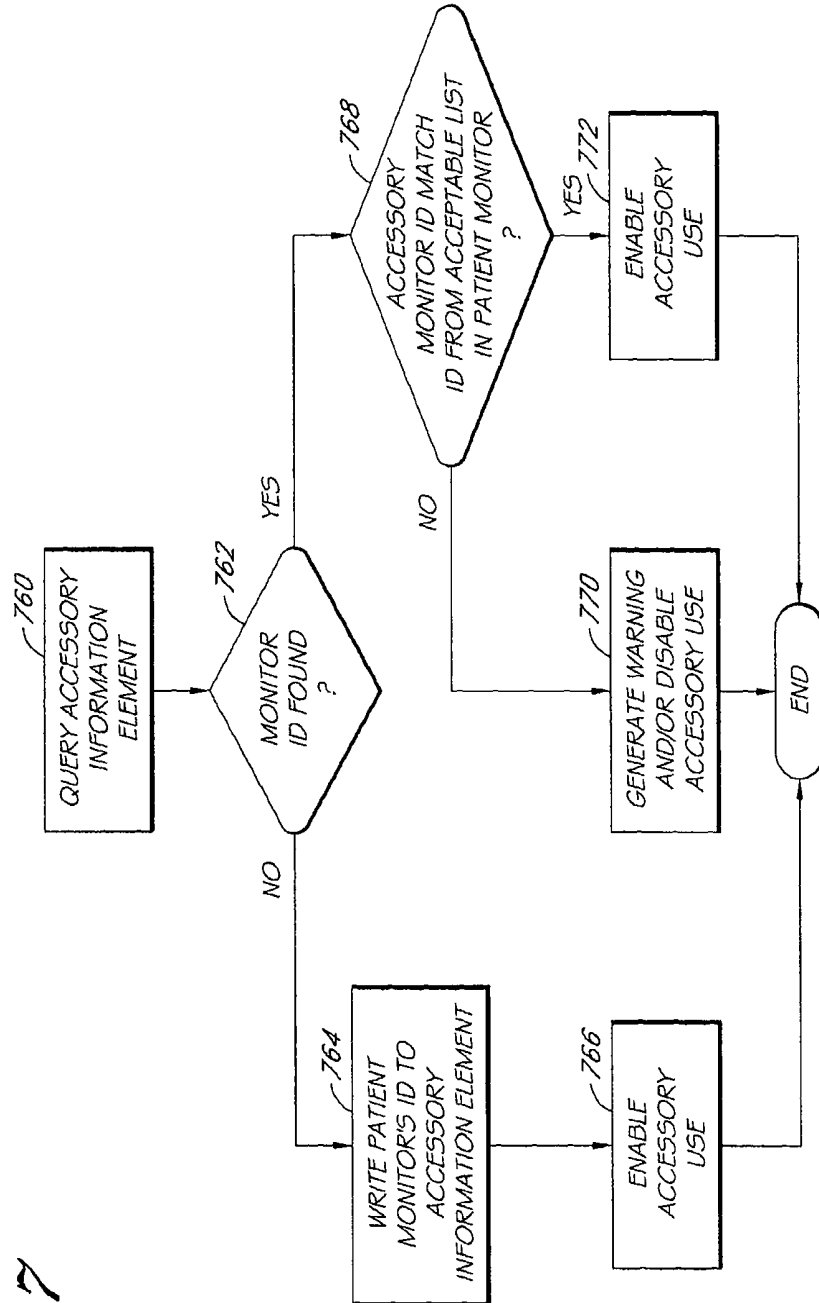 760
QUERY ACCESSORY
INFORMATION
ELEMENT
762
MONITOR
ID FOUND
?
NO
YES
764
WRITE PATIENT
MONITOR'S ID TO
ACCESSORY
INFORMATION ELEMENT
766
ENABLE
ACCESSORY
USE
768
ACCESSORY
MONITOR ID MATCH
ID FROM ACCEPTABLE LIST
IN PATIENT MONITOR
?
NO
YES
770
GENERATE WARNING
AND/OR DISABLE
ACCESSORY USE
772
ENABLE
ACCESSORY
USE
END
7